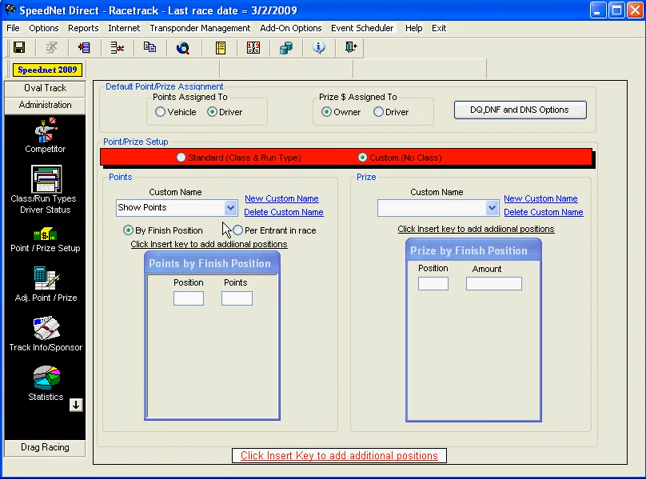 SpeedNet Direct - Racetrack - Last race date = 3/2/2009
File Options Reports Internet Transponder Management Add-On Options Event Scheduler Help Exit
Speednet 2009
Oval Track
Administration
Competitor
Class/Run Types
Driver Status
Point / Prize Setup
Adj. Point / Prize
Track Info/Sponsor
Statistics
Drag Racing
Default Point/Prize Assignment
Points Assigned To
Vehicle Driver
Prize $ Assigned To
Owner Driver
DQ,DNF and DNS Options
Point/Prize Setup
Standard (Class & Run Type) Custom (No Class)
Points
Custom Name
Show Points
New Custom Name
Delete Custom Name
By Finish Position Per Entrant in race
Click Insert key to add addiional positions
Points by Finish Position
Position Points
Prize
Custom Name
New Custom Name
Delete Custom Name
Click Insert key to add addiional positions
Prize by Finish Position
Position Amount
Click Insert Key to add additional positions